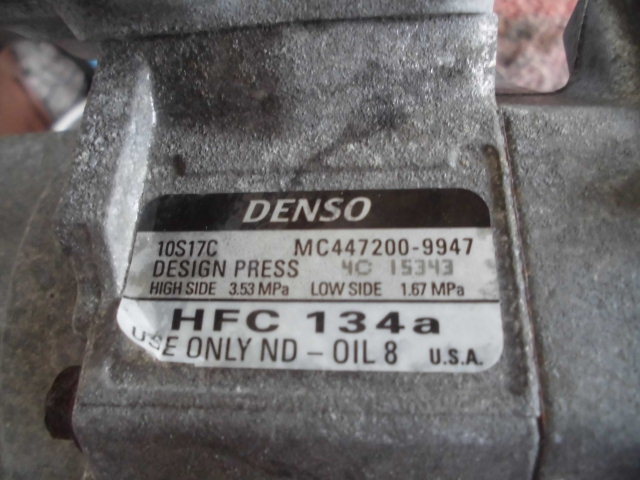 DENSO
10S17C MC447200-9947
DESIGN PRESS 4C 15343
HIGH SIDE 3.53 MPa LOW SIDE 1.67 MPa
HFC 134a
USE ONLY ND - OIL 8 U.S.A.